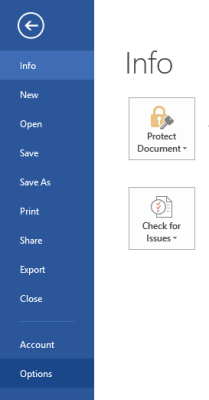 Info
New
Open
Save
Save As
Print
Share
Export
Close
Account
Options
Info
Protect
Document
Check for
Issues